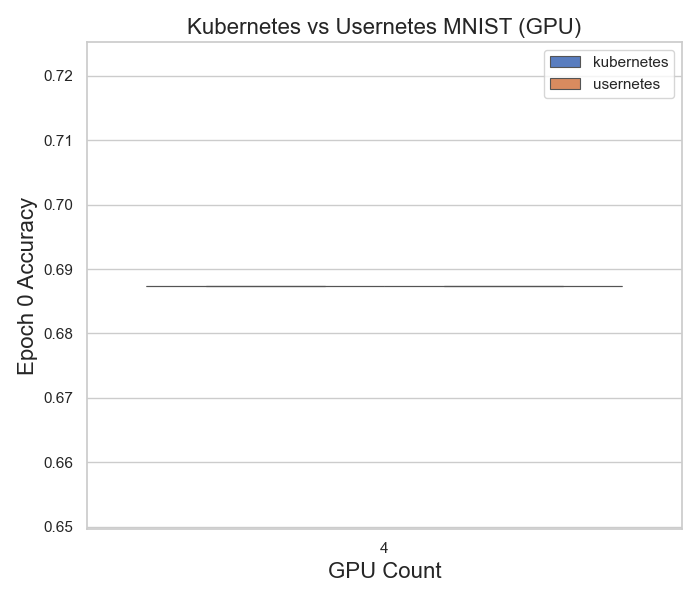 Kubernetes vs Usernetes MNIST (GPU)
kubernetes
usernetes
0.72
0.71
0.70
0.69
0.68
0.67
0.66
0.65
Epoch 0 Accuracy
4
GPU Count